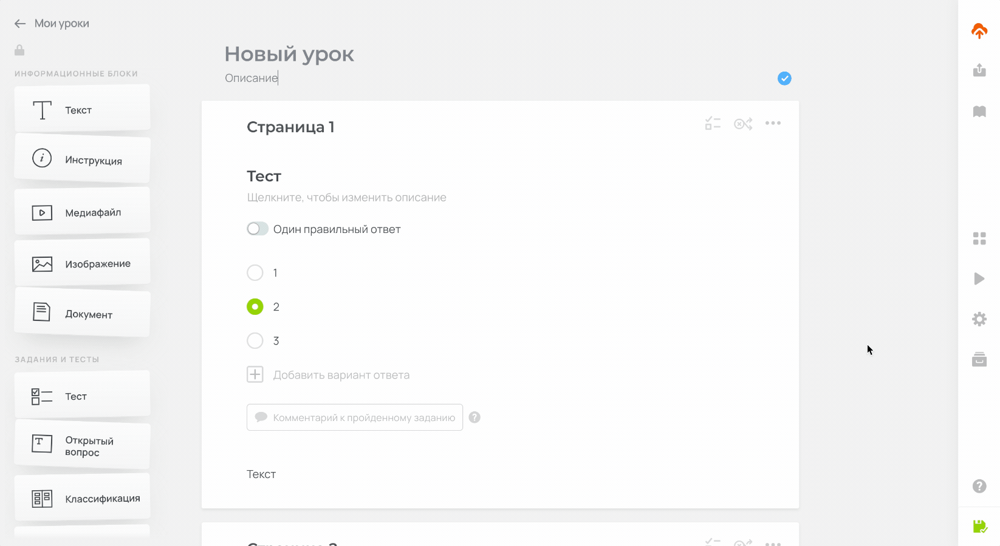 Мои уроки
ИНФОРМАЦИОННЫЕ БЛОКИ
Текст
Инструкция
Медиафайл
Изображение
Документ
ЗАДАНИЯ И ТЕСТЫ
Тест
Открытый
вопрос
Классификация
Новый урок
Описание
Страница 1
Тест
Щелкните, чтобы изменить описание
Один правильный ответ
1
2
3
Добавить вариант ответа
Комментарий к пройденному заданию
Текст